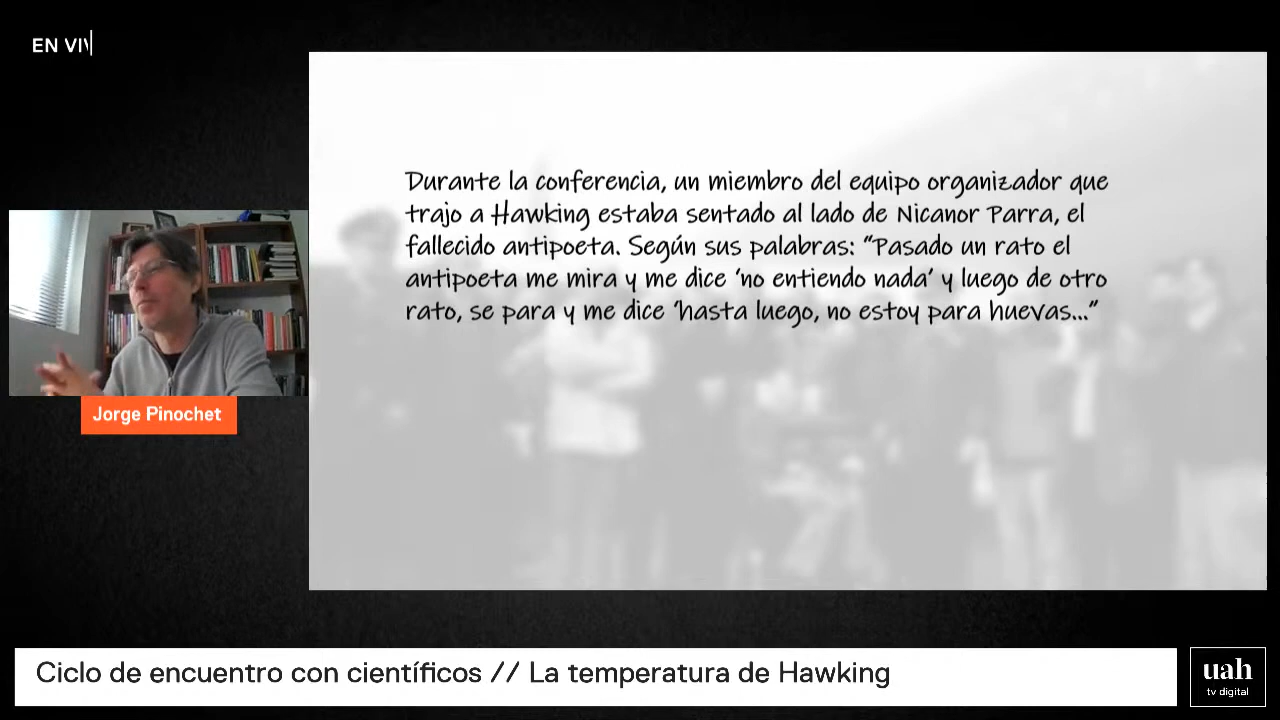 EN VIV
Durante la conferencia, un miembro del equipo organizador que
trajo a Hawking estaba sentado al lado de Nicanor Parra, el
fallecido antipoeta. Según sus palabras: “Pasado un rato el
antipoeta me mira y me dice ‘no entiendo nada’ y luego de otro
rato, se para y me dice ‘hasta luego, no estoy para huevas...”
Jorge Pinochet
Ciclo de encuentro con científicos // La temperatura de Hawking
uah
tv digital